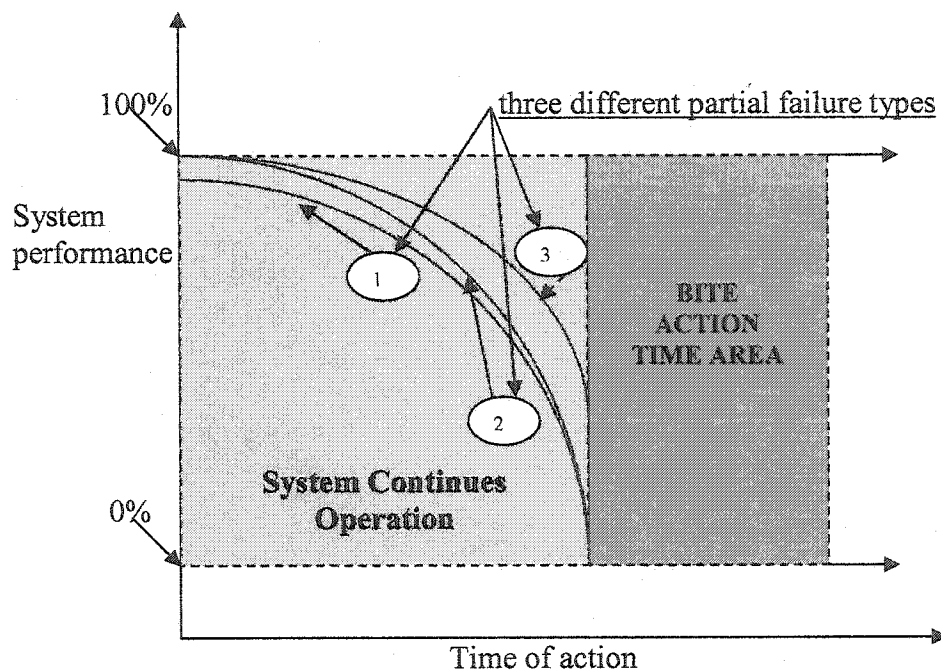 100%
three different partial failure types
System
performance
1
3
BITE
ACTION
TIME AREA
2
System Continues
Operation
0%
Time of action